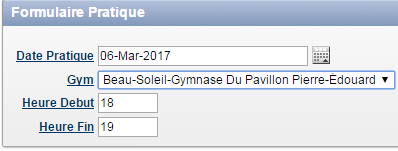 Formulaire Pratique
Date Pratique 06-Mar-2017
Gym Beau-Soleil-Gymnase Du Pavillon Pierre-Édouard
Heure Debut 18
Heure Fin 19